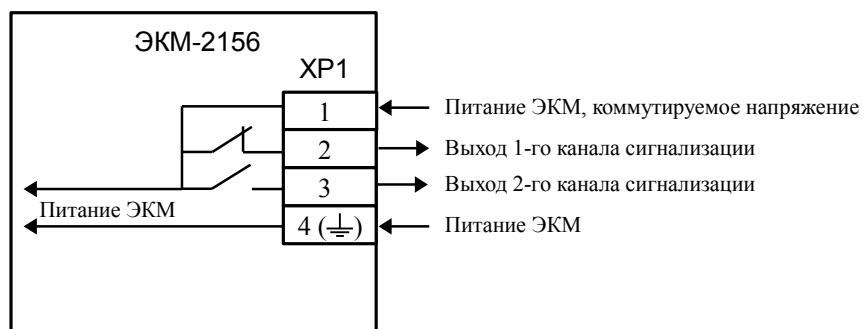 ЭКМ-2156
XP1
1 Питание ЭКМ, коммутируемое напряжение
2 Выход 1-го канала сигнализации
3 Выход 2-го канала сигнализации
Питание ЭКМ
4 (⏚) Питание ЭКМ